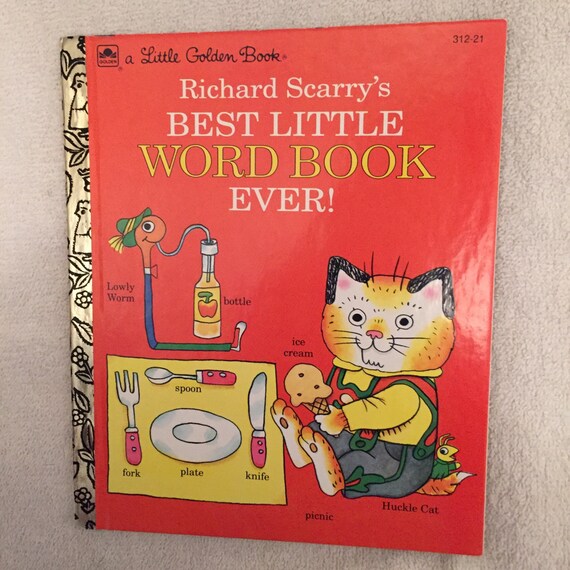 GOLDEN
a Little Golden Book®
312-21
Richard Scarry's
BEST LITTLE
WORD BOOK
EVER!
Lowly
Worm
bottle
ice
cream
spoon
fork
plate
knife
picnic
Huckle Cat